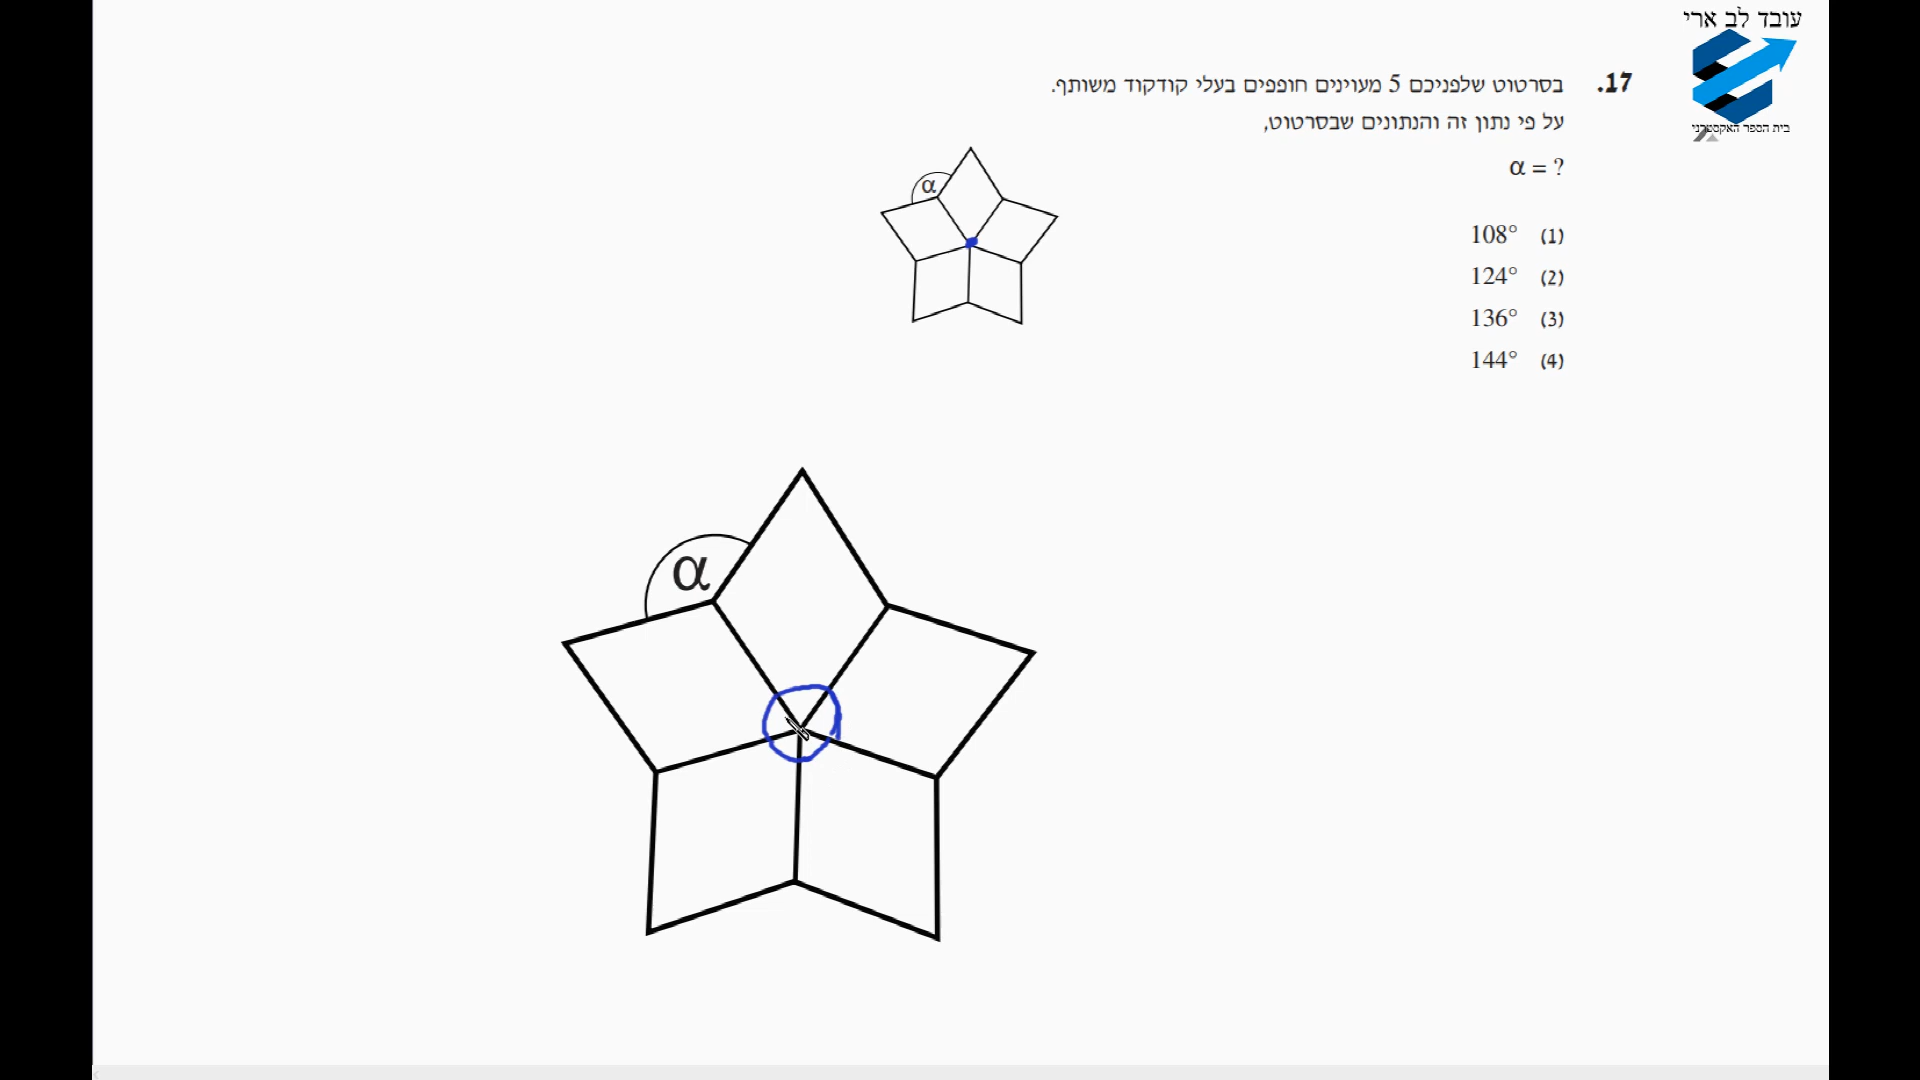 עובד לב ארי
בית הספר האקסטרני
17. בסרטוט שלפניכם 5 מעוינים חופפים בעלי קודקוד משותף.
על פי נתון זה והנתונים שבסרטוט,
α = ?
(1) 108°
(2) 124°
(3) 136°
(4) 144°
α
α